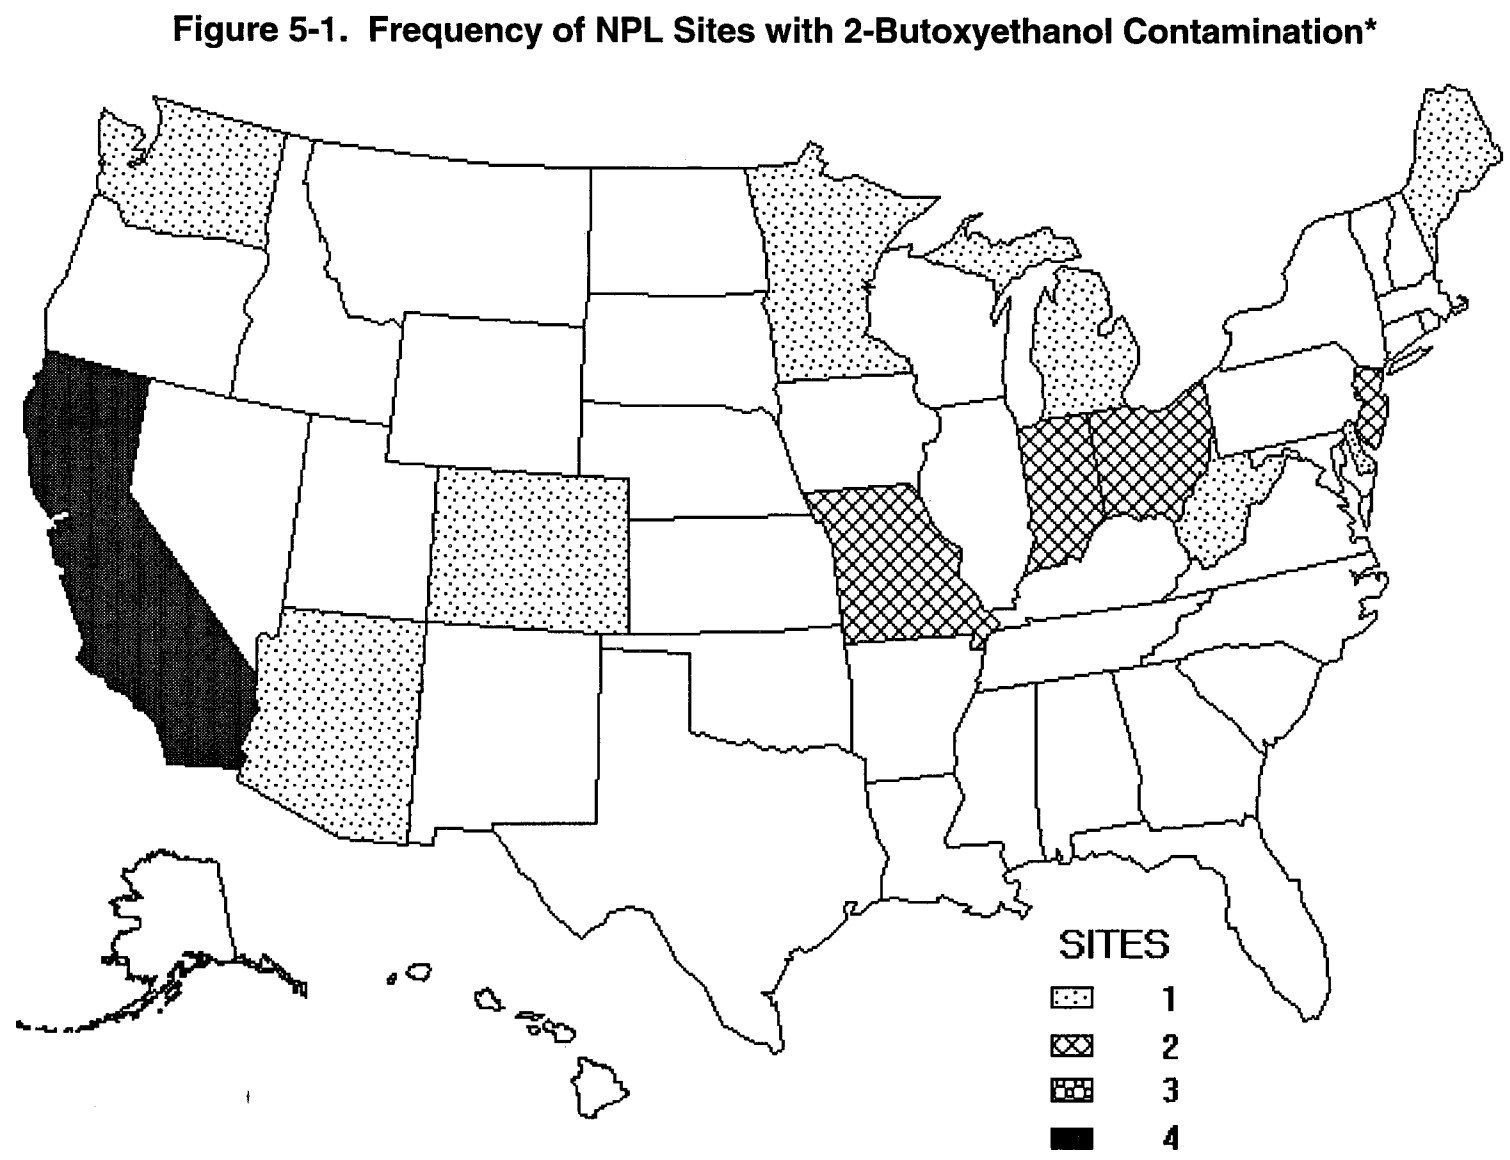 Figure 5-1. Frequency of NPL Sites with 2-Butoxyethanol Contamination*
SITES
1
2
3
4